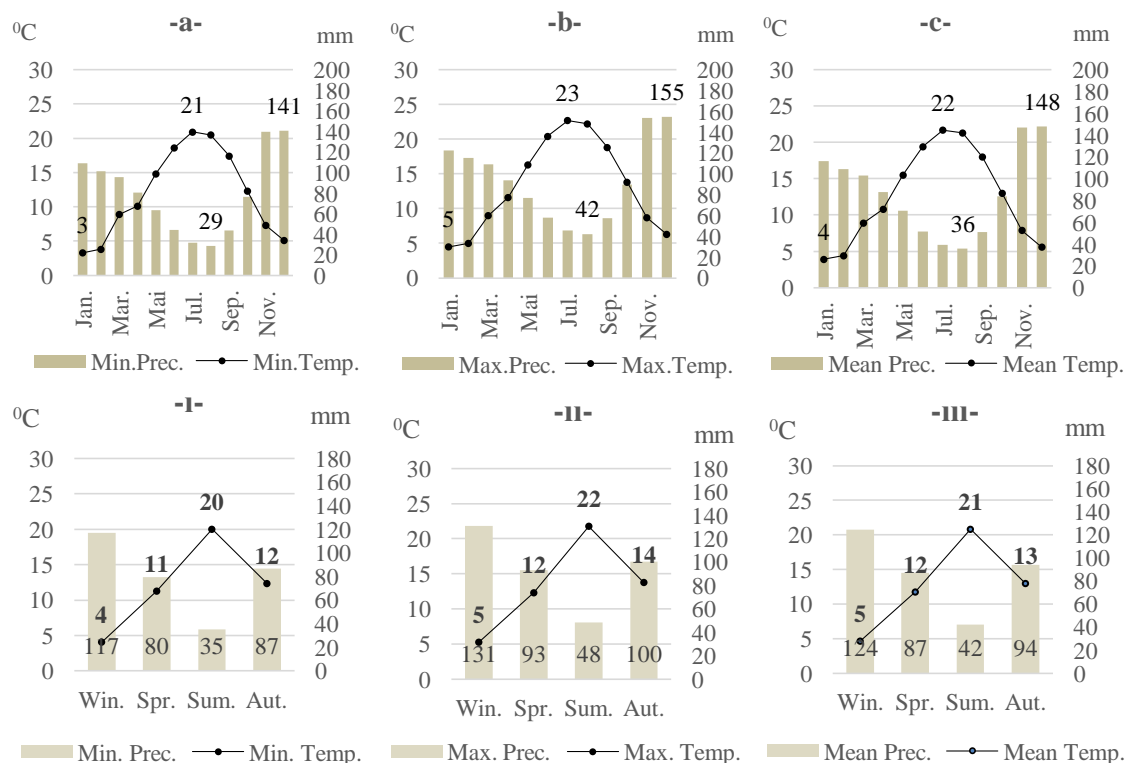 -a-
⁰C
mm
30
25
20
15
10
5
0
200
180
160
140
120
100
80
60
40
20
0
3
21
29
141
Jan.
Mar.
Mai
Jul.
Sep.
Nov.
Min.Prec.
Min.Temp.
-b-
⁰C
mm
30
25
20
15
10
5
0
200
180
160
140
120
100
80
60
40
20
0
5
23
42
155
Jan.
Mar.
Mai
Jul.
Sep.
Nov.
Max.Prec.
Max.Temp.
-c-
⁰C
mm
30
25
20
15
10
5
0
200
180
160
140
120
100
80
60
40
20
0
4
22
36
148
Jan.
Mar.
Mai
Jul.
Sep.
Nov.
Mean Prec.
Mean Temp.
-I-
⁰C
mm
30
25
20
15
10
5
0
180
160
140
120
100
80
60
40
20
0
4
11
20
12
117
80
35
87
Win.
Spr.
Sum.
Aut.
Min. Prec.
Min. Temp.
-II-
⁰C
mm
30
25
20
15
10
5
0
180
160
140
120
100
80
60
40
20
0
5
12
22
14
131
93
48
100
Win.
Spr.
Sum.
Aut.
Max. Prec.
Max. Temp.
-III-
⁰C
mm
30
25
20
15
10
5
0
180
160
140
120
100
80
60
40
20
0
5
12
21
13
124
87
42
94
Win.
Spr.
Sum.
Aut.
Mean Prec.
Mean Temp.